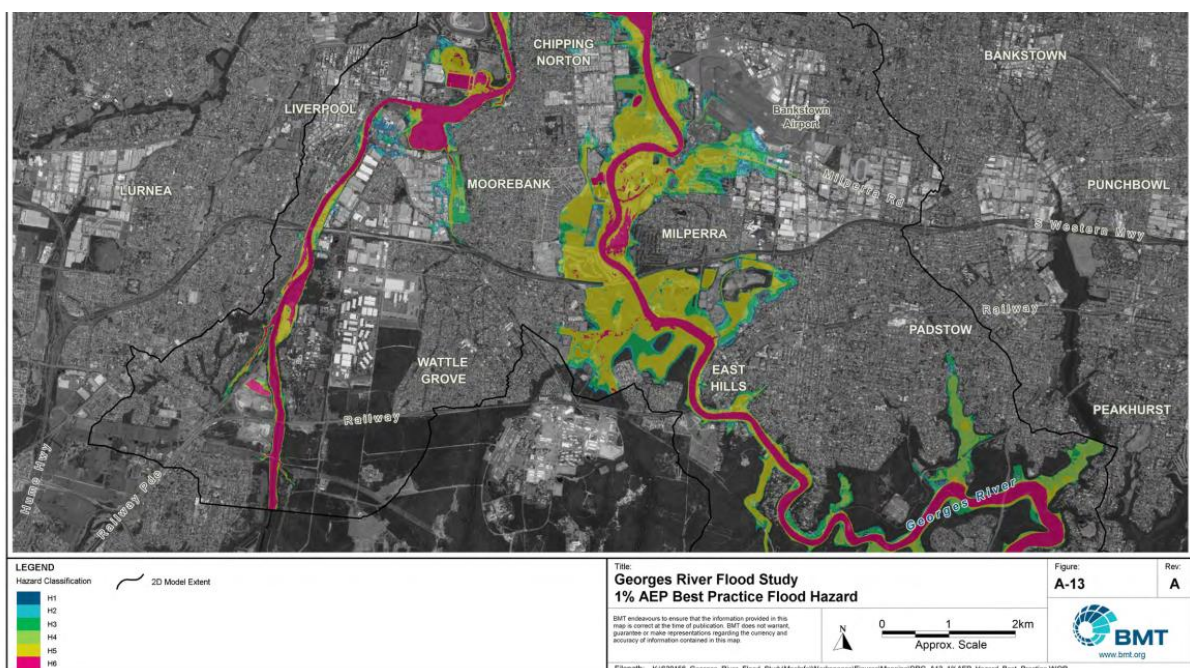 CHIPPING
NORTON
BANKSTOWN
LIVERPOOL
Bankstown
Airport
LURNEA
MOOREBANK
PUNCHBOWL
Milperra Rd
MILPERRA
S Western Mwy
Railway
PADSTOW
WATTLE
GROVE
EAST
HILLS
Railway
PEAKHURST
Hume Hwy
Railway Pde
Georges River
LEGEND
Hazard Classification
2D Model Extent
H1
H2
H3
H4
H5
H6
Title:
Georges River Flood Study
1% AEP Best Practice Flood Hazard
BMT endeavours to ensure that the information provided in this
map is correct at the time of publication. BMT does not warrant,
guarantee or make representations regarding the currency and
accuracy of information contained in this map.
N
0 1 2km
Approx. Scale
Figure:
A-13
Rev:
A
BMT
www.bmt.org